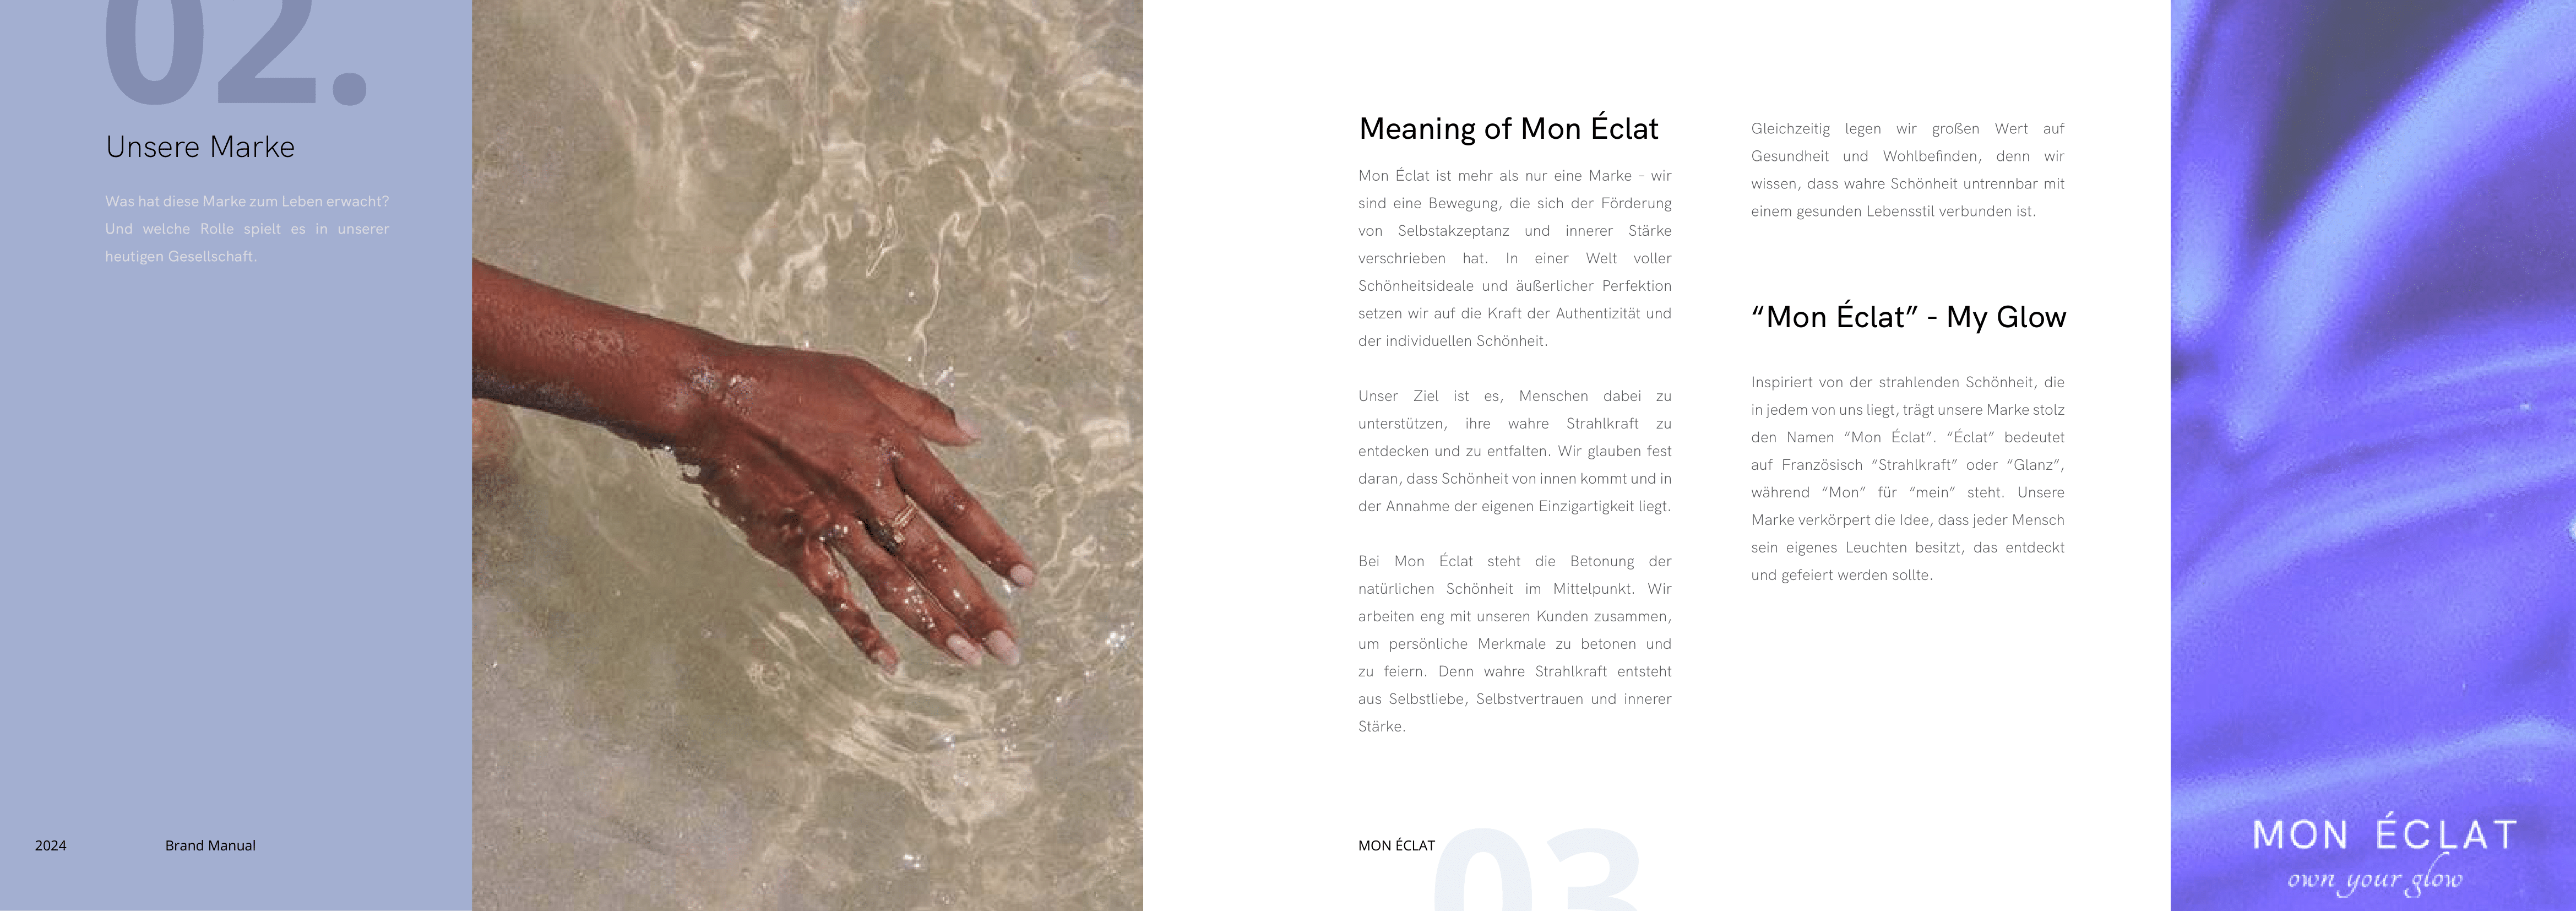 02.
Unsere Marke
Was hat diese Marke zum Leben erwacht?
Und welche Rolle spielt es in unserer
heutigen Gesellschaft.
2024
Brand Manual
Meaning of Mon Éclat
Mon Éclat ist mehr als nur eine Marke – wir
sind eine Bewegung, die sich der Förderung
von Selbstakzeptanz und innerer Stärke
verschrieben hat. In einer Welt voller
Schönheitsideale und äußerlicher Perfektion
setzen wir auf die Kraft der Authentizität und
der individuellen Schönheit.
Unser Ziel ist es, Menschen dabei zu
unterstützen, ihre wahre Strahlkraft zu
entdecken und zu entfalten. Wir glauben fest
daran, dass Schönheit von innen kommt und in
der Annahme der eigenen Einzigartigkeit liegt.
Bei Mon Éclat steht die Betonung der
natürlichen Schönheit im Mittelpunkt. Wir
arbeiten eng mit unseren Kunden zusammen,
um persönliche Merkmale zu betonen und
zu feiern. Denn wahre Strahlkraft entsteht
aus Selbstliebe, Selbstvertrauen und innerer
Stärke.
MON ÉCLAT
03
Gleichzeitig legen wir großen Wert auf
Gesundheit und Wohlbefinden, denn wir
wissen, dass wahre Schönheit untrennbar mit
einem gesunden Lebensstil verbunden ist.
“Mon Éclat” - My Glow
Inspiriert von der strahlenden Schönheit, die
in jedem von uns liegt, trägt unsere Marke stolz
den Namen “Mon Éclat”. “Éclat” bedeutet
auf Französisch “Strahlkraft” oder “Glanz”,
während “Mon” für “mein” steht. Unsere
Marke verkörpert die Idee, dass jeder Mensch
sein eigenes Leuchten besitzt, das entdeckt
und gefeiert werden sollte.
MON ÉCLAT
own your glow